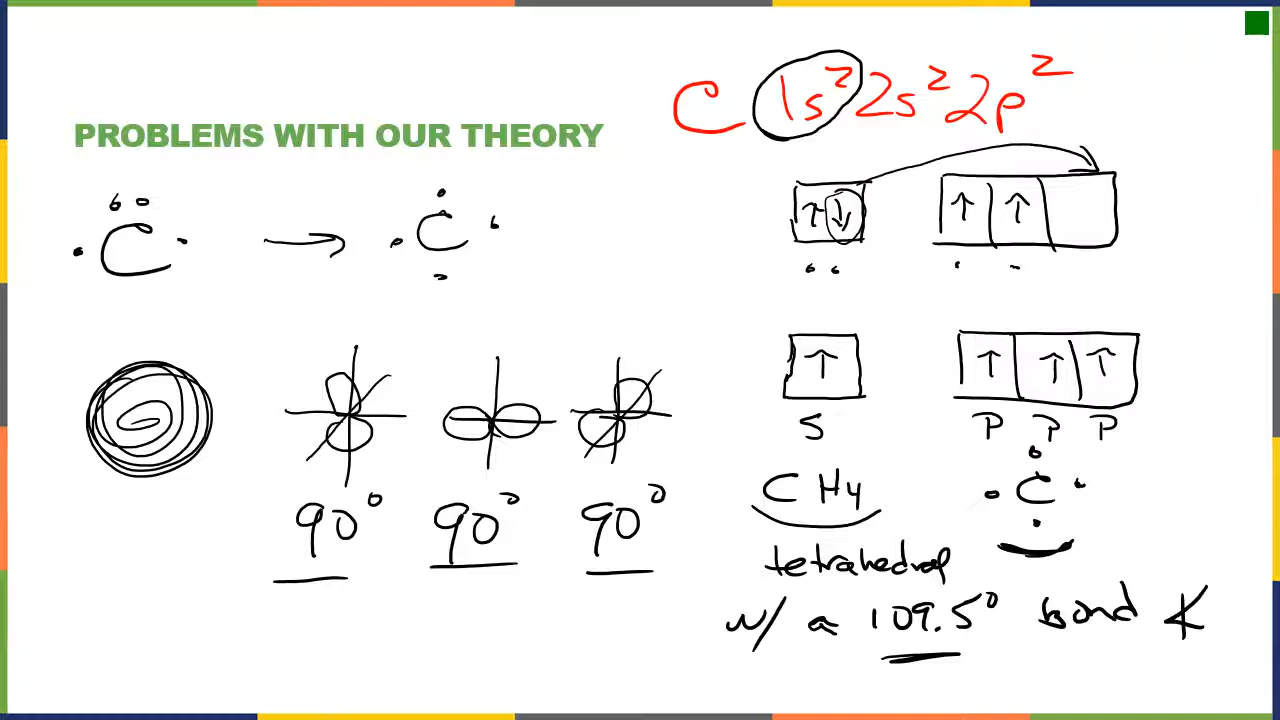 PROBLEMS WITH OUR THEORY
C 1s² 2s² 2p²
C → C
↑↓ ↑ ↑
↑ ↑ ↑ ↑
S P P P
90° 90° 90°
CH4 C
tetrahedral
w/ a 109.5° bond ∢